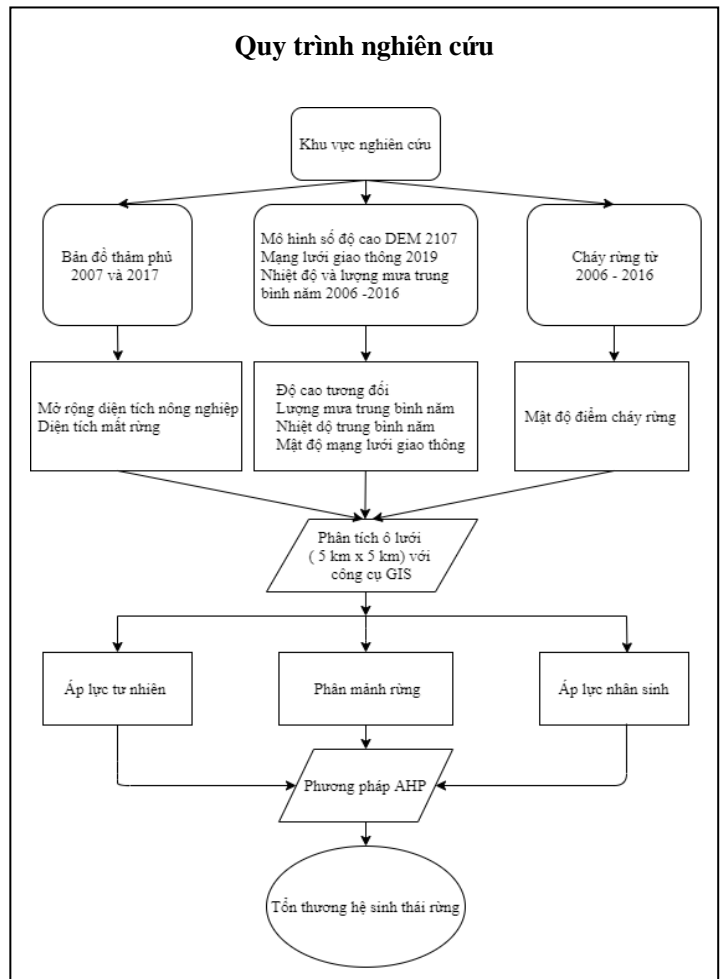 Quy trình nghiên cứu
Khu vực nghiên cứu
Bản đồ thảm phủ
2007 và 2017
Mô hình số độ cao DEM 2107
Mạng lưới giao thông 2019
Nhiệt độ và lượng mưa trung
bình năm 2006 -2016
Cháy rừng từ
2006 - 2016
Mở rộng diện tích nông nghiệp
Diện tích mất rừng
Độ cao tương đối
Lượng mưa trung bình năm
Nhiệt dộ trung bình năm
Mật độ mạng lưới giao thông
Mật độ điểm cháy rừng
Phân tích ô lưới
( 5 km x 5 km) với
công cụ GIS
Áp lực tư nhiên
Phân mảnh rừng
Áp lực nhân sinh
Phương pháp AHP
Tổn thương hệ sinh thái rừng